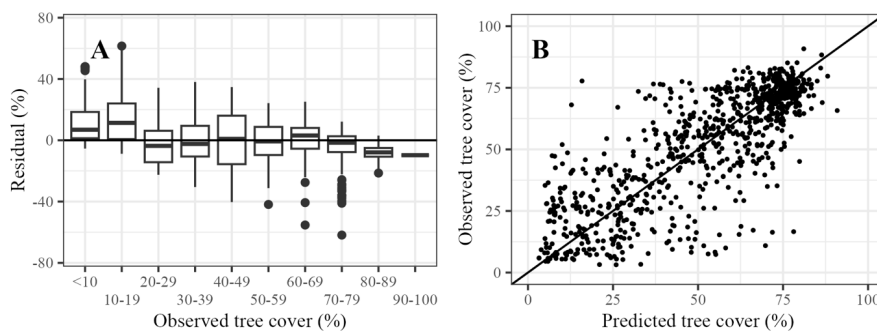 A
80
40
0
-40
-80
Residual (%)
<10 20-29 40-49 60-69 80-89
10-19 30-39 50-59 70-79 90-100
Observed tree cover (%)
B
100
75
50
25
0
Observed tree cover (%)
0 25 50 75 100
Predicted tree cover (%)